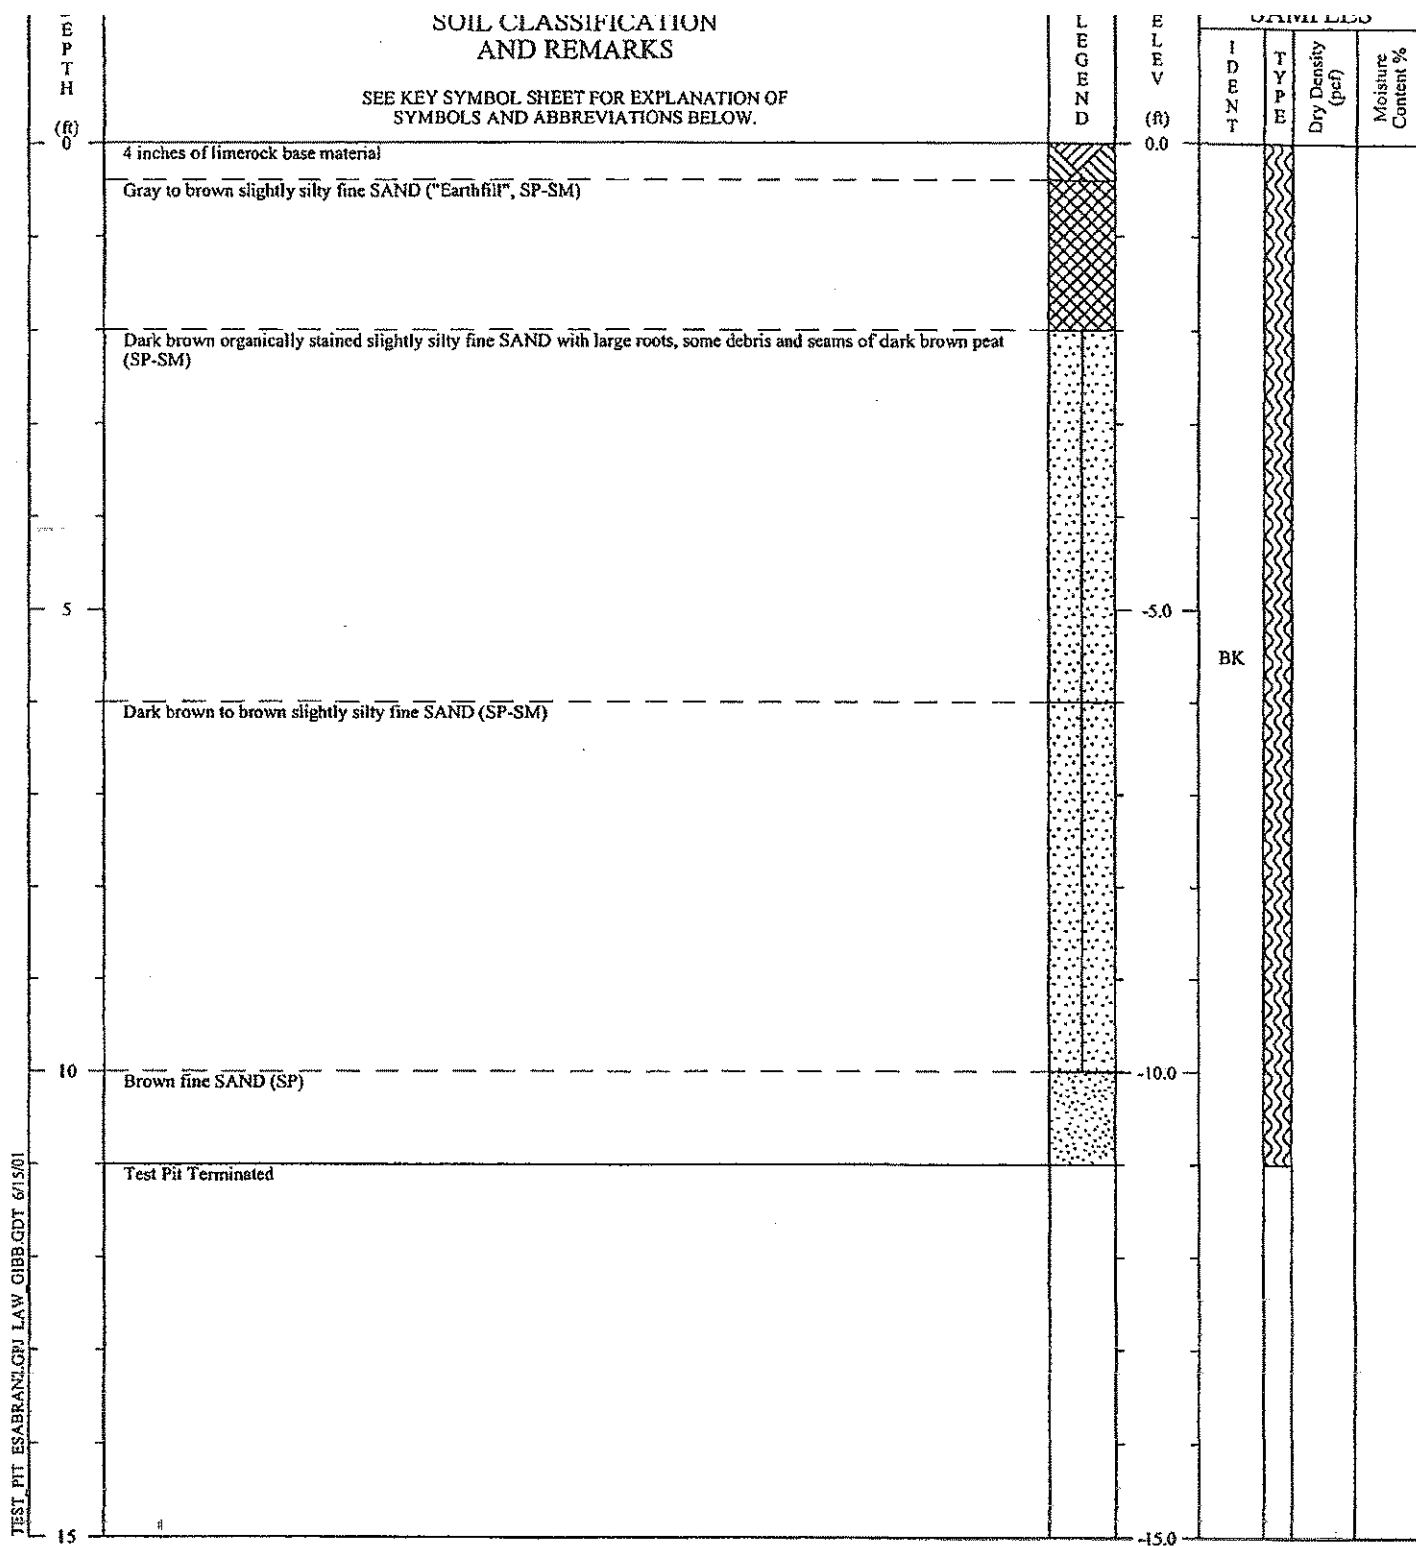 EPTH
(ft)
SOIL CLASSIFICATION
AND REMARKS
SEE KEY SYMBOL SHEET FOR EXPLANATION OF
SYMBOLS AND ABBREVIATIONS BELOW.
LEGEND
ELEV
(ft)
SAMPLES
IDENT
TYPE
Dry Density
(pcf)
Moisture
Content %
0
4 inches of limerock base material
0.0
Gray to brown slightly silty fine SAND ("Earthfill", SP-SM)
Dark brown organically stained slightly silty fine SAND with large roots, some debris and seams of dark brown peat
(SP-SM)
5
-5.0
BK
Dark brown to brown slightly silty fine SAND (SP-SM)
10
-10.0
Brown fine SAND (SP)
Test Pit Terminated
15
-15.0
TEST_PIT ESABRAN2.GPJ LAW_GIBB.GDT 6/15/01